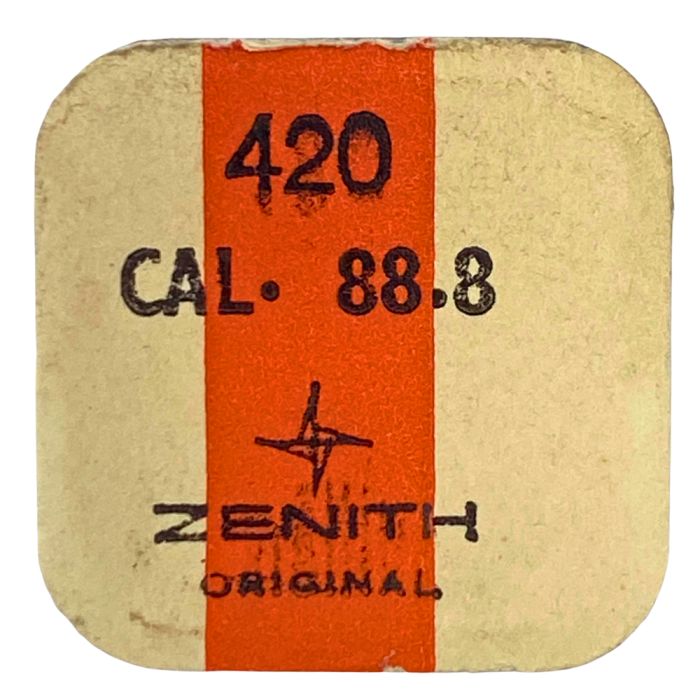 420
CAL. 88.8
ZENITH
ORIGINAL